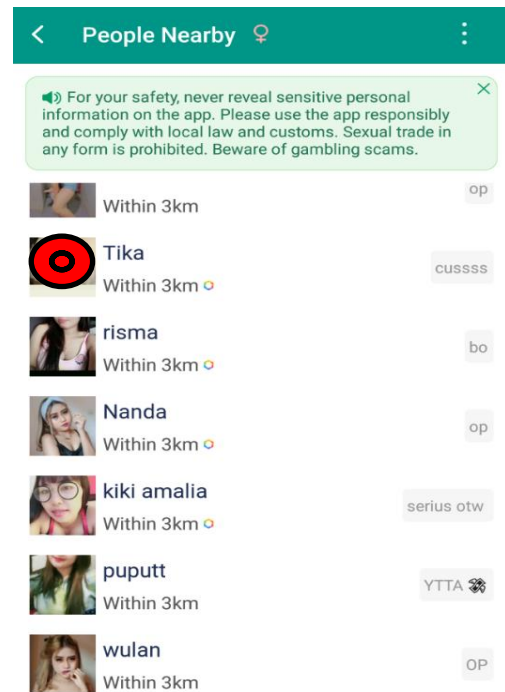 People Nearby
For your safety, never reveal sensitive personal
information on the app. Please use the app responsibly
and comply with local law and customs. Sexual trade in
any form is prohibited. Beware of gambling scams.
op
Within 3km
Tika
cussss
Within 3km
risma
bo
Within 3km
Nanda
op
Within 3km
kiki amalia
serius otw
Within 3km
puputt
YTTA
Within 3km
wulan
OP
Within 3km